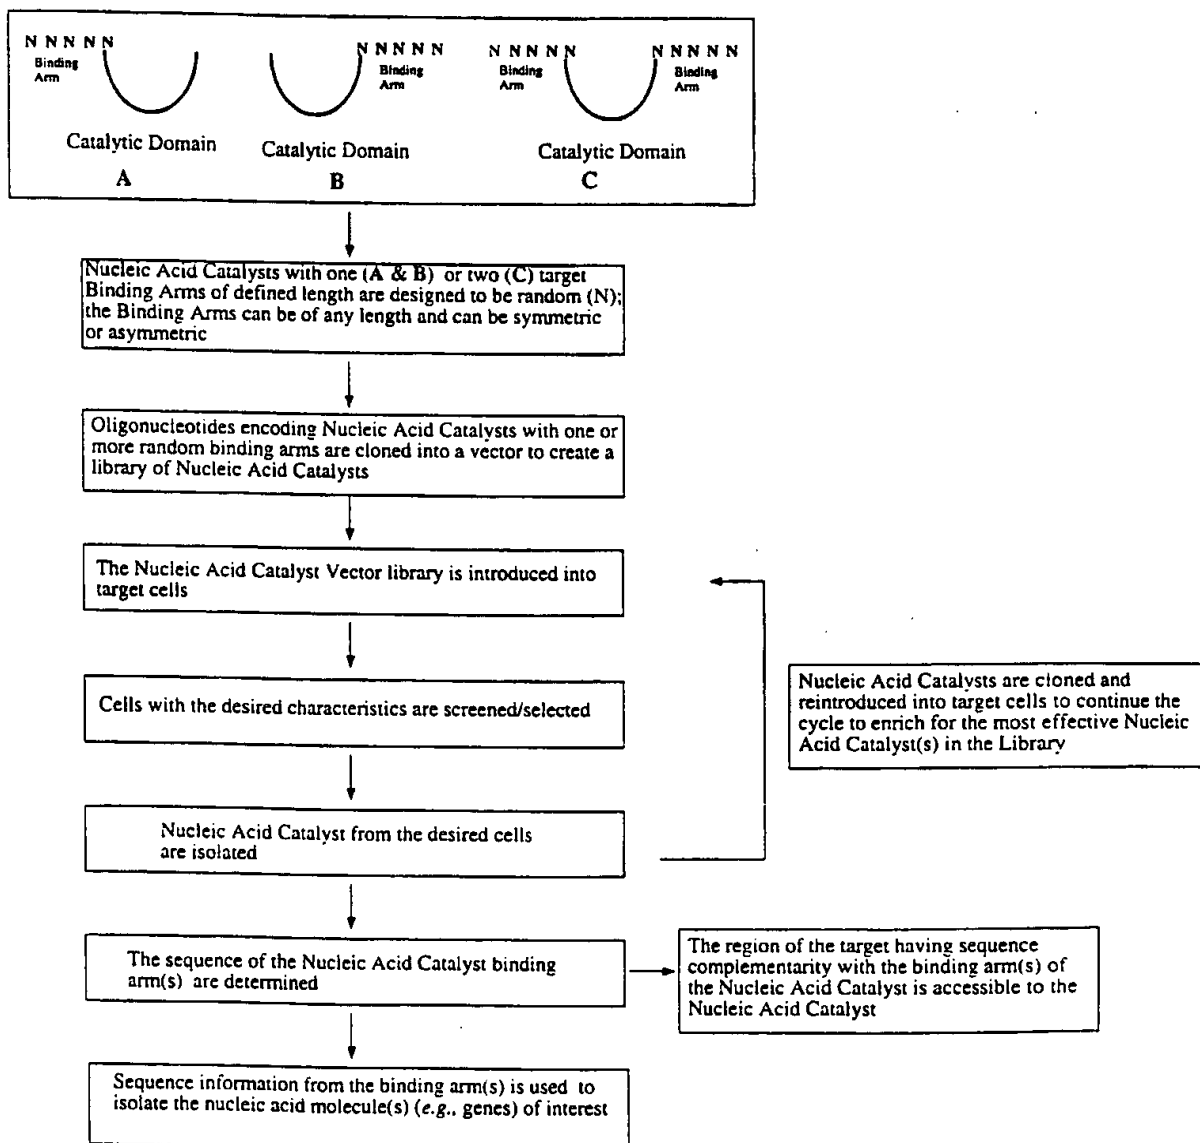 N N N N N
Binding
Arm
Catalytic Domain
A
N N N N N
Binding
Arm
Catalytic Domain
B
N N N N N
Binding
Arm
N N N N N
Binding
Arm
Catalytic Domain
C
Nucleic Acid Catalysts with one (A & B) or two (C) target
Binding Arms of defined length are designed to be random (N);
the Binding Arms can be of any length and can be symmetric
or asymmetric
Oligonucleotides encoding Nucleic Acid Catalysts with one or
more random binding arms are cloned into a vector to create a
library of Nucleic Acid Catalysts
The Nucleic Acid Catalyst Vector library is introduced into
target cells
Cells with the desired characteristics are screened/selected
Nucleic Acid Catalysts are cloned and
reintroduced into target cells to continue the
cycle to enrich for the most effective Nucleic
Acid Catalyst(s) in the Library
Nucleic Acid Catalyst from the desired cells
are isolated
The sequence of the Nucleic Acid Catalyst binding
arm(s) are determined
The region of the target having sequence
complementarity with the binding arm(s) of
the Nucleic Acid Catalyst is accessible to the
Nucleic Acid Catalyst
Sequence information from the binding arm(s) is used to
isolate the nucleic acid molecule(s) (e.g., genes) of interest